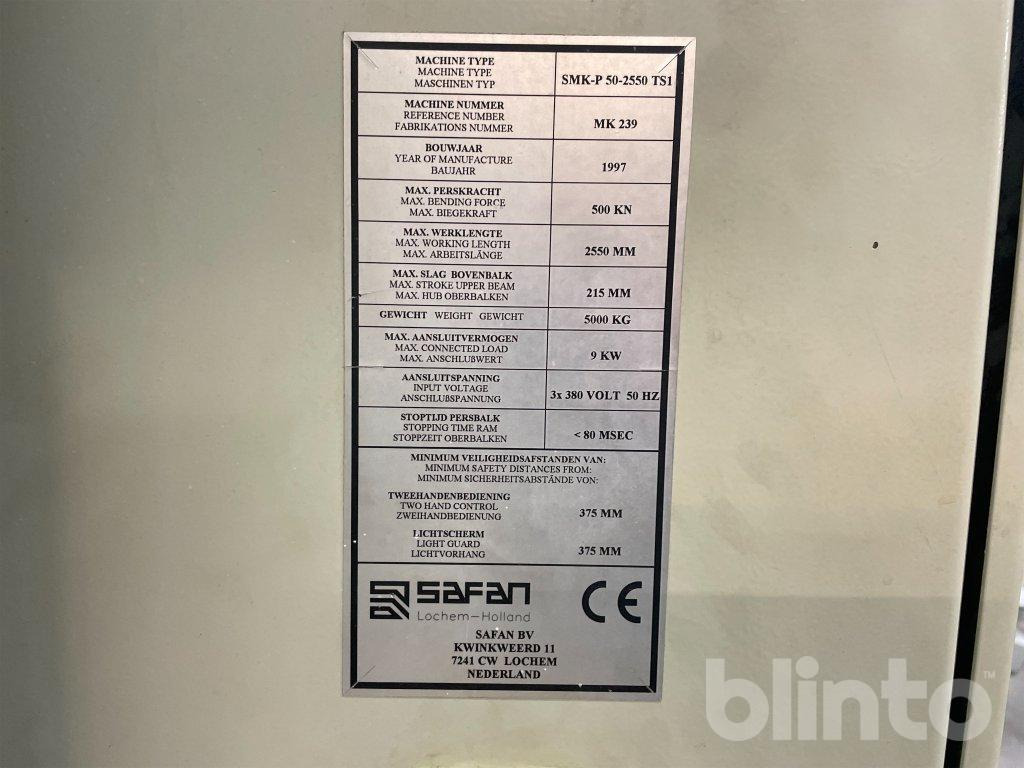 MACHINE TYPE
MACHINE TYPE
MASCHINEN TYP
SMK-P 50-2550 TS1
MACHINE NUMMER
REFERENCE NUMBER
FABRIKATIONS NUMMER
MK 239
BOUWJAAR
YEAR OF MANUFACTURE
BAUJAHR
1997
MAX. PERSKRACHT
MAX. BENDING FORCE
MAX. BIEGEKRAFT
500 KN
MAX. WERKLENGTE
MAX. WORKING LENGTH
MAX. ARBEITSLÄNGE
2550 MM
MAX. SLAG BOVENBALK
MAX. STROKE UPPER BEAM
MAX. HUB OBERBALKEN
215 MM
GEWICHT WEIGHT GEWICHT
5000 KG
MAX. AANSLUITVERMOGEN
MAX. CONNECTED LOAD
MAX. ANSCHLUßWERT
9 KW
AANSLUITSPANNING
INPUT VOLTAGE
ANSCHLUßSPANNUNG
3x 380 VOLT 50 HZ
STOPTIJD PERSBALK
STOPPING TIME RAM
STOPPZEIT OBERBALKEN
< 80 MSEC
MINIMUM VEILIGHEIDSAFSTANDEN VAN:
MINIMUM SAFETY DISTANCES FROM:
MINIMUM SICHERHEITSABSTÄNDE VON:
TWEEHANDENBEDIENING
TWO HAND CONTROL
ZWEIHANDBEDIENUNG
375 MM
LICHTSCHERM
LIGHT GUARD
LICHTVORHANG
375 MM
SAFAN
Lochem-Holland
CE
SAFAN BV
KWINKWEERD 11
7241 CW LOCHEM
NEDERLAND
blinto™